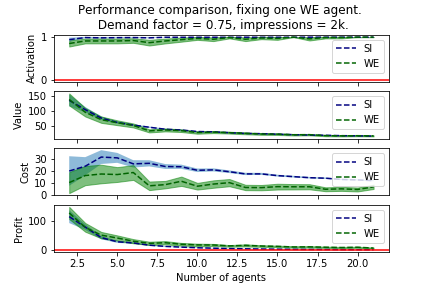 Performance comparison, fixing one WE agent.
Demand factor = 0.75, impressions = 2k.
Activation
1
0
SI
WE
Value
150
100
50
SI
WE
Cost
30
20
10
0
SI
WE
Profit
100
0
SI
WE
2.5 5.0 7.5 10.0 12.5 15.0 17.5 20.0
Number of agents